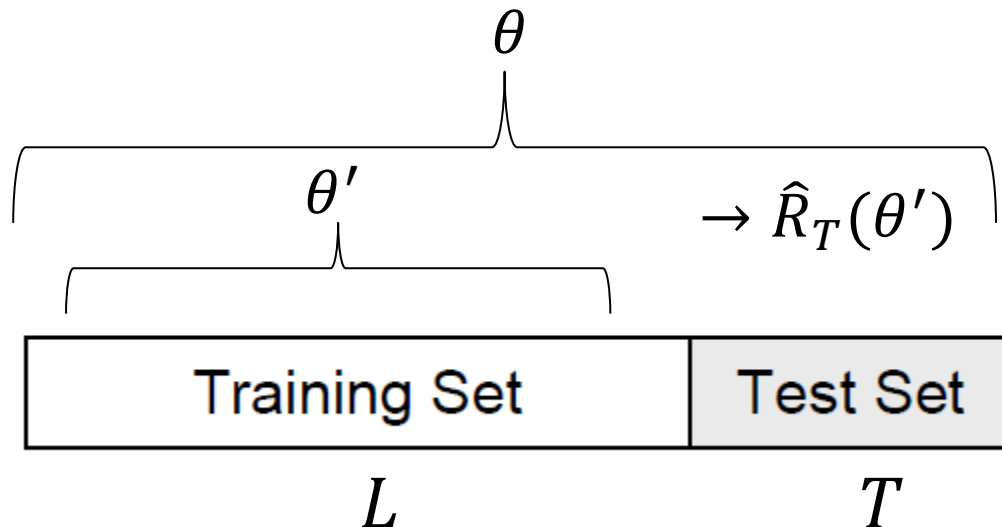 θ
θ′
→ R̂_T(θ′)
Training Set Test Set
L T